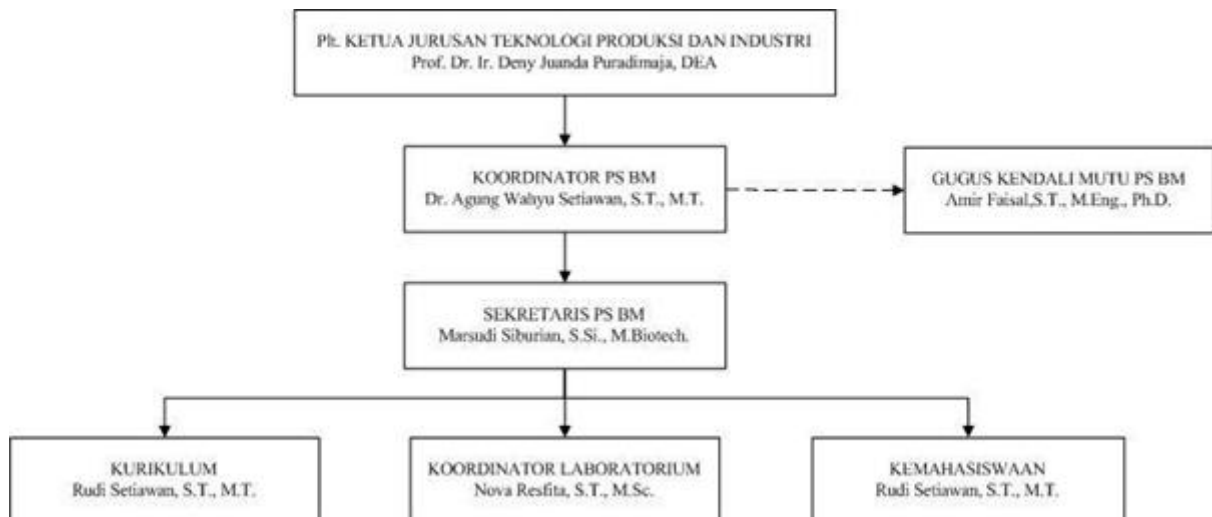 Plt. KETUA JURUSAN TEKNOLOGI PRODUKSI DAN INDUSTRI
Prof. Dr. Ir. Deny Juanda Puradimaja, DEA
KOORDINATOR PS BM
Dr. Agung Wahyu Setiawan, S.T., M.T.
GUGUS KENDALI MUTU PS BM
Amir Faisal,S.T., M.Eng., Ph.D.
SEKRETARIS PS BM
Marsudi Siburian, S.Si., M.Biotech.
KURIKULUM
Rudi Setiawan, S.T., M.T.
KOORDINATOR LABORATORIUM
Nova Resfita, S.T., M.Sc.
KEMAHASISWAAN
Rudi Setiawan, S.T., M.T.